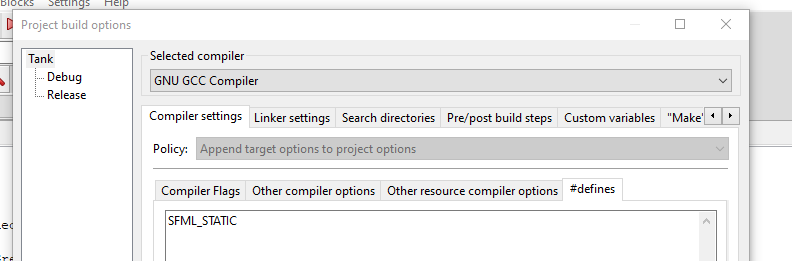 Blocks Settings Help
Project build options
Tank
Debug
Release
Selected compiler
GNU GCC Compiler
Compiler settings Linker settings Search directories Pre/post build steps Custom variables "Make"
Policy: Append target options to project options
Compiler Flags Other compiler options Other resource compiler options #defines
SFML_STATIC